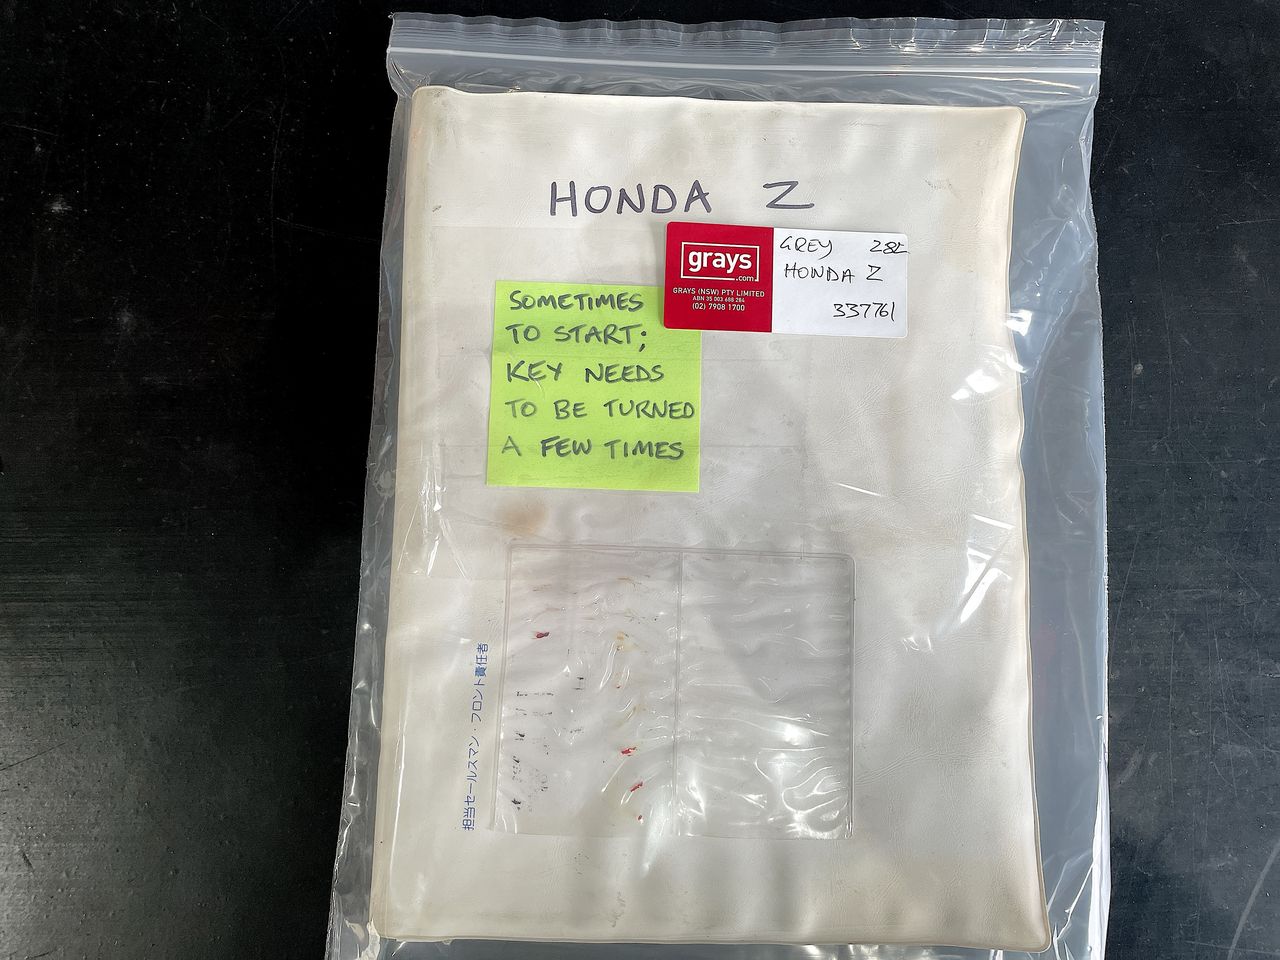 HONDA Z
grays
.com
GRAYS (NSW) PTY LIMITED
ABN 35 003 688 284
(02) 7908 1700
GREY
HONDA Z
337761
SOMETIMES
TO START;
KEY NEEDS
TO BE TURNED
A FEW TIMES
担当セールスマン・フロント責任者